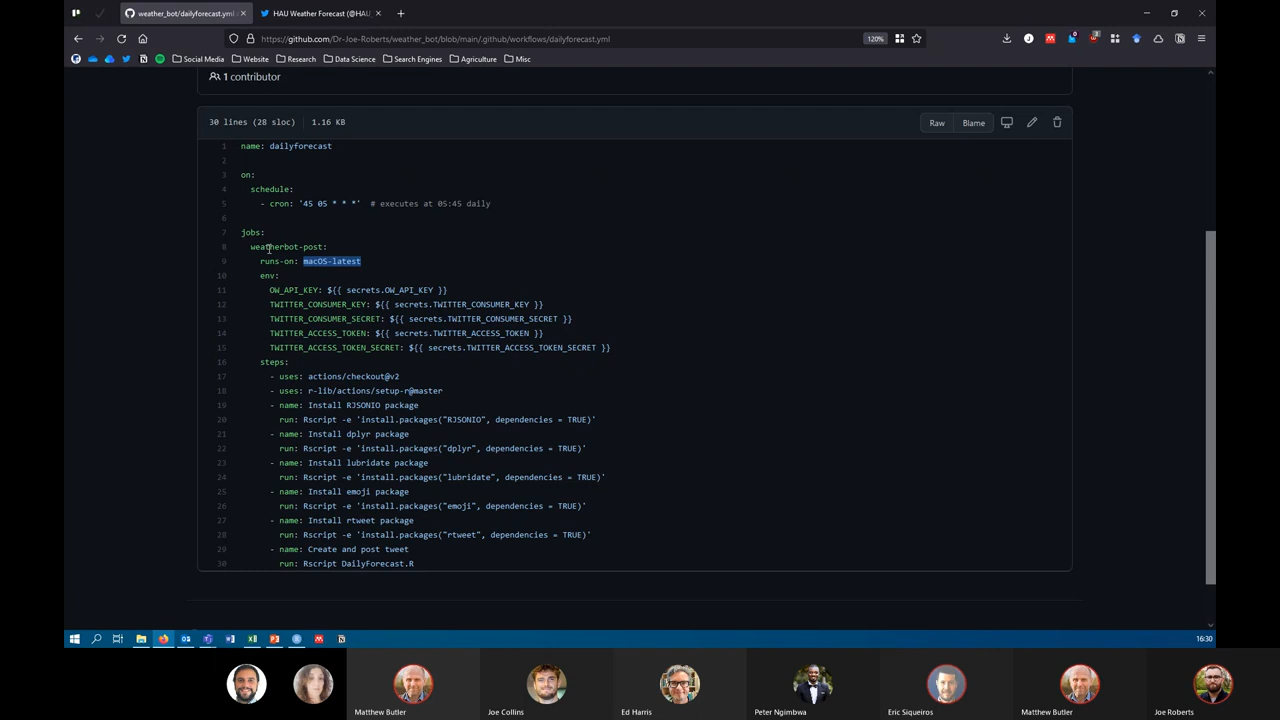 weather_bot/dailyforecast.yml
HAU Weather Forecast (@HAU_
https://github.com/Dr-Joe-Roberts/weather_bot/blob/main/.github/workflows/dailyforecast.yml
120%
Social Media
Website
Research
Data Science
Search Engines
Agriculture
Misc
1 contributor
30 lines (28 sloc)
1.16 KB
Raw
Blame
1 name: dailyforecast
2
3 on:
4 schedule:
5 - cron: '45 05 * * *' # executes at 05:45 daily
6
7 jobs:
8 weatherbot-post:
9 runs-on: macOS-latest
10 env:
11 OW_API_KEY: ${{ secrets.OW_API_KEY }}
12 TWITTER_CONSUMER_KEY: ${{ secrets.TWITTER_CONSUMER_KEY }}
13 TWITTER_CONSUMER_SECRET: ${{ secrets.TWITTER_CONSUMER_SECRET }}
14 TWITTER_ACCESS_TOKEN: ${{ secrets.TWITTER_ACCESS_TOKEN }}
15 TWITTER_ACCESS_TOKEN_SECRET: ${{ secrets.TWITTER_ACCESS_TOKEN_SECRET }}
16 steps:
17 - uses: actions/checkout@v2
18 - uses: r-lib/actions/setup-r@master
19 - name: Install RJSONIO package
20 run: Rscript -e 'install.packages("RJSONIO", dependencies = TRUE)'
21 - name: Install dplyr package
22 run: Rscript -e 'install.packages("dplyr", dependencies = TRUE)'
23 - name: Install lubridate package
24 run: Rscript -e 'install.packages("lubridate", dependencies = TRUE)'
25 - name: Install emoji package
26 run: Rscript -e 'install.packages("emoji", dependencies = TRUE)'
27 - name: Install rtweet package
28 run: Rscript -e 'install.packages("rtweet", dependencies = TRUE)'
29 - name: Create and post tweet
30 run: Rscript DailyForecast.R
16:30
Matthew Butler
Joe Collins
Ed Harris
Peter Ngimbwa
Eric Siqueiros
Matthew Butler
Joe Roberts